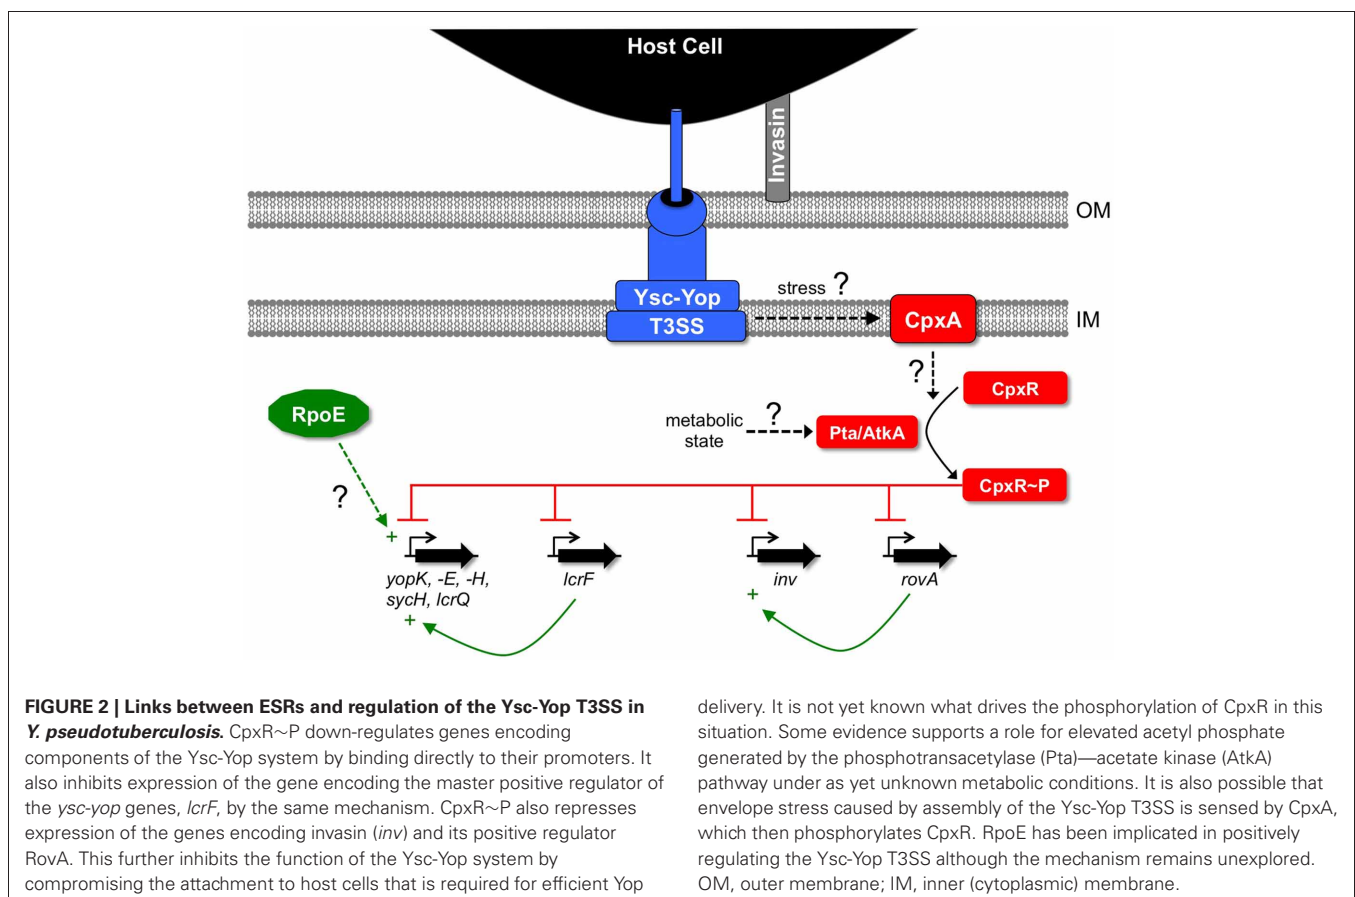 Host Cell
Invasin
OM
Ysc-Yop
T3SS
stress ?
CpxA
IM
?
CpxR
RpoE
metabolic
state
?
Pta/AtkA
CpxR~P
?
+
yopK, -E, -H,
sycH, lcrQ
lcrF
inv
rovA
+
+
FIGURE 2 | Links between ESRs and regulation of the Ysc-Yop T3SS in
Y. pseudotuberculosis. CpxR~P down-regulates genes encoding
components of the Ysc-Yop system by binding directly to their promoters. It
also inhibits expression of the gene encoding the master positive regulator of
the ysc-yop genes, lcrF, by the same mechanism. CpxR~P also represses
expression of the genes encoding invasin (inv) and its positive regulator
RovA. This further inhibits the function of the Ysc-Yop system by
compromising the attachment to host cells that is required for efficient Yop
delivery. It is not yet known what drives the phosphorylation of CpxR in this
situation. Some evidence supports a role for elevated acetyl phosphate
generated by the phosphotransacetylase (Pta)—acetate kinase (AtkA)
pathway under as yet unknown metabolic conditions. It is also possible that
envelope stress caused by assembly of the Ysc-Yop T3SS is sensed by CpxA,
which then phosphorylates CpxR. RpoE has been implicated in positively
regulating the Ysc-Yop T3SS although the mechanism remains unexplored.
OM, outer membrane; IM, inner (cytoplasmic) membrane.